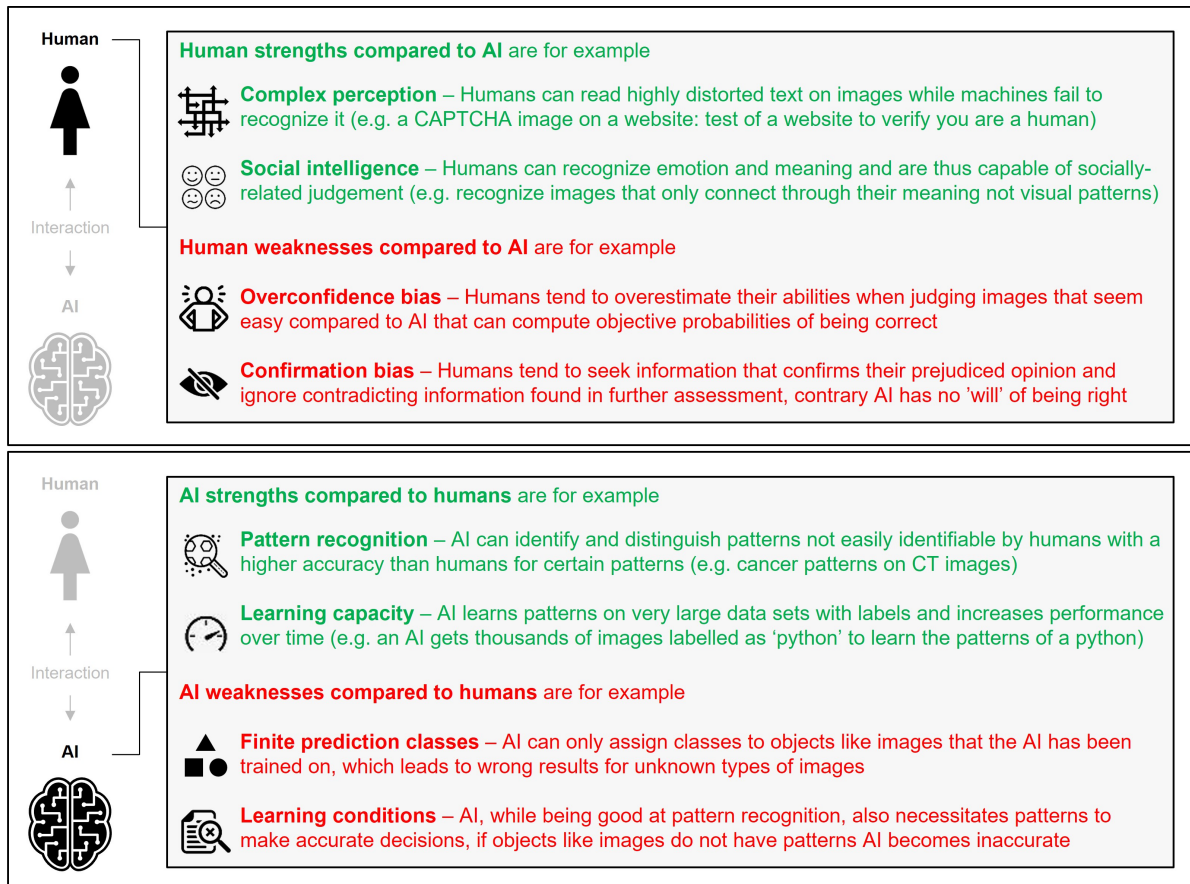 Human
Interaction
AI
Human strengths compared to AI are for example
Complex perception – Humans can read highly distorted text on images while machines fail to
recognize it (e.g. a CAPTCHA image on a website: test of a website to verify you are a human)
Social intelligence – Humans can recognize emotion and meaning and are thus capable of socially-
related judgement (e.g. recognize images that only connect through their meaning not visual patterns)
Human weaknesses compared to AI are for example
Overconfidence bias – Humans tend to overestimate their abilities when judging images that seem
easy compared to AI that can compute objective probabilities of being correct
Confirmation bias – Humans tend to seek information that confirms their prejudiced opinion and
ignore contradicting information found in further assessment, contrary AI has no ’will’ of being right
Human
Interaction
AI
AI strengths compared to humans are for example
Pattern recognition – AI can identify and distinguish patterns not easily identifiable by humans with a
higher accuracy than humans for certain patterns (e.g. cancer patterns on CT images)
Learning capacity – AI learns patterns on very large data sets with labels and increases performance
over time (e.g. an AI gets thousands of images labelled as ‘python’ to learn the patterns of a python)
AI weaknesses compared to humans are for example
Finite prediction classes – AI can only assign classes to objects like images that the AI has been
trained on, which leads to wrong results for unknown types of images
Learning conditions – AI, while being good at pattern recognition, also necessitates patterns to
make accurate decisions, if objects like images do not have patterns AI becomes inaccurate